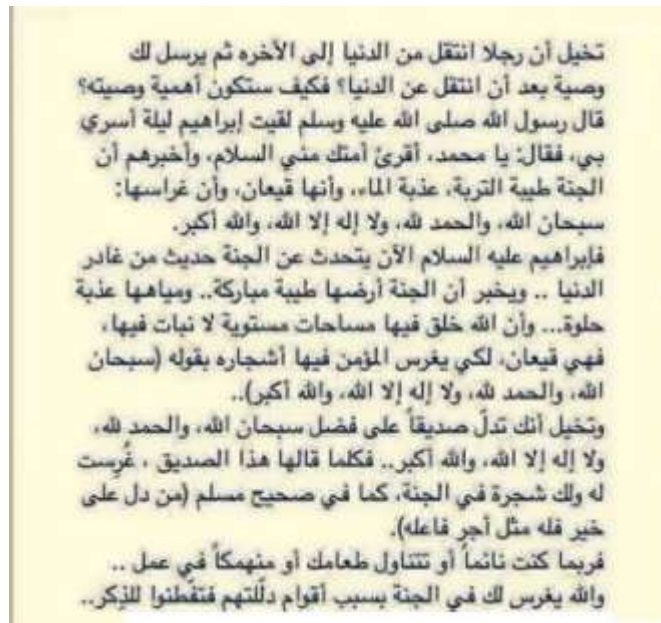 تخيل أن رجلا انتقل من الدنيا إلى الآخره ثم يرسل لك
وصية بعد أن انتقل عن الدنيا؟ فكيف ستكون أهمية وصيته؟
قال رسول الله صلى الله عليه وسلم لقيت إبراهيم ليلة أسري
بي، فقال: يا محمد، أقرئ أمتك مني السلام، وأخبرهم أن
الجنة طيبة التربة، عذبة الماء، وأنها قيعان، وأن غراسها:
سبحان الله، والحمد لله، ولا إله إلا الله، والله أكبر.
فإبراهيم عليه السلام الآن يتحدث عن الجنة حديث من غادر
الدنيا .. ويخبر أن الجنة أرضها طيبة مباركة.. ومياهها عذبة
حلوة... وأن الله خلق فيها مساحات مستوية لا نبات فيها،
فهي قيعان، لكي يغرس المؤمن فيها أشجاره بقوله (سبحان
الله، والحمد لله، ولا إله إلا الله، والله أكبر)..
وتخيل أنك تدلّ صديقاً على فضل سبحان الله، والحمد لله،
ولا إله إلا الله، والله أكبر.. فكلما قالها هذا الصديق ، غُرست
له ولك شجرة في الجنة، كما في صحيح مسلم (من دل على
خير فله مثل أجر فاعله).
فربما كنت نائماً أو تتناول طعامك أو منهمكاً في عمل ..
والله يغرس لك في الجنة بسبب أقوام دلّلتهم فتفطنوا للذِكر..